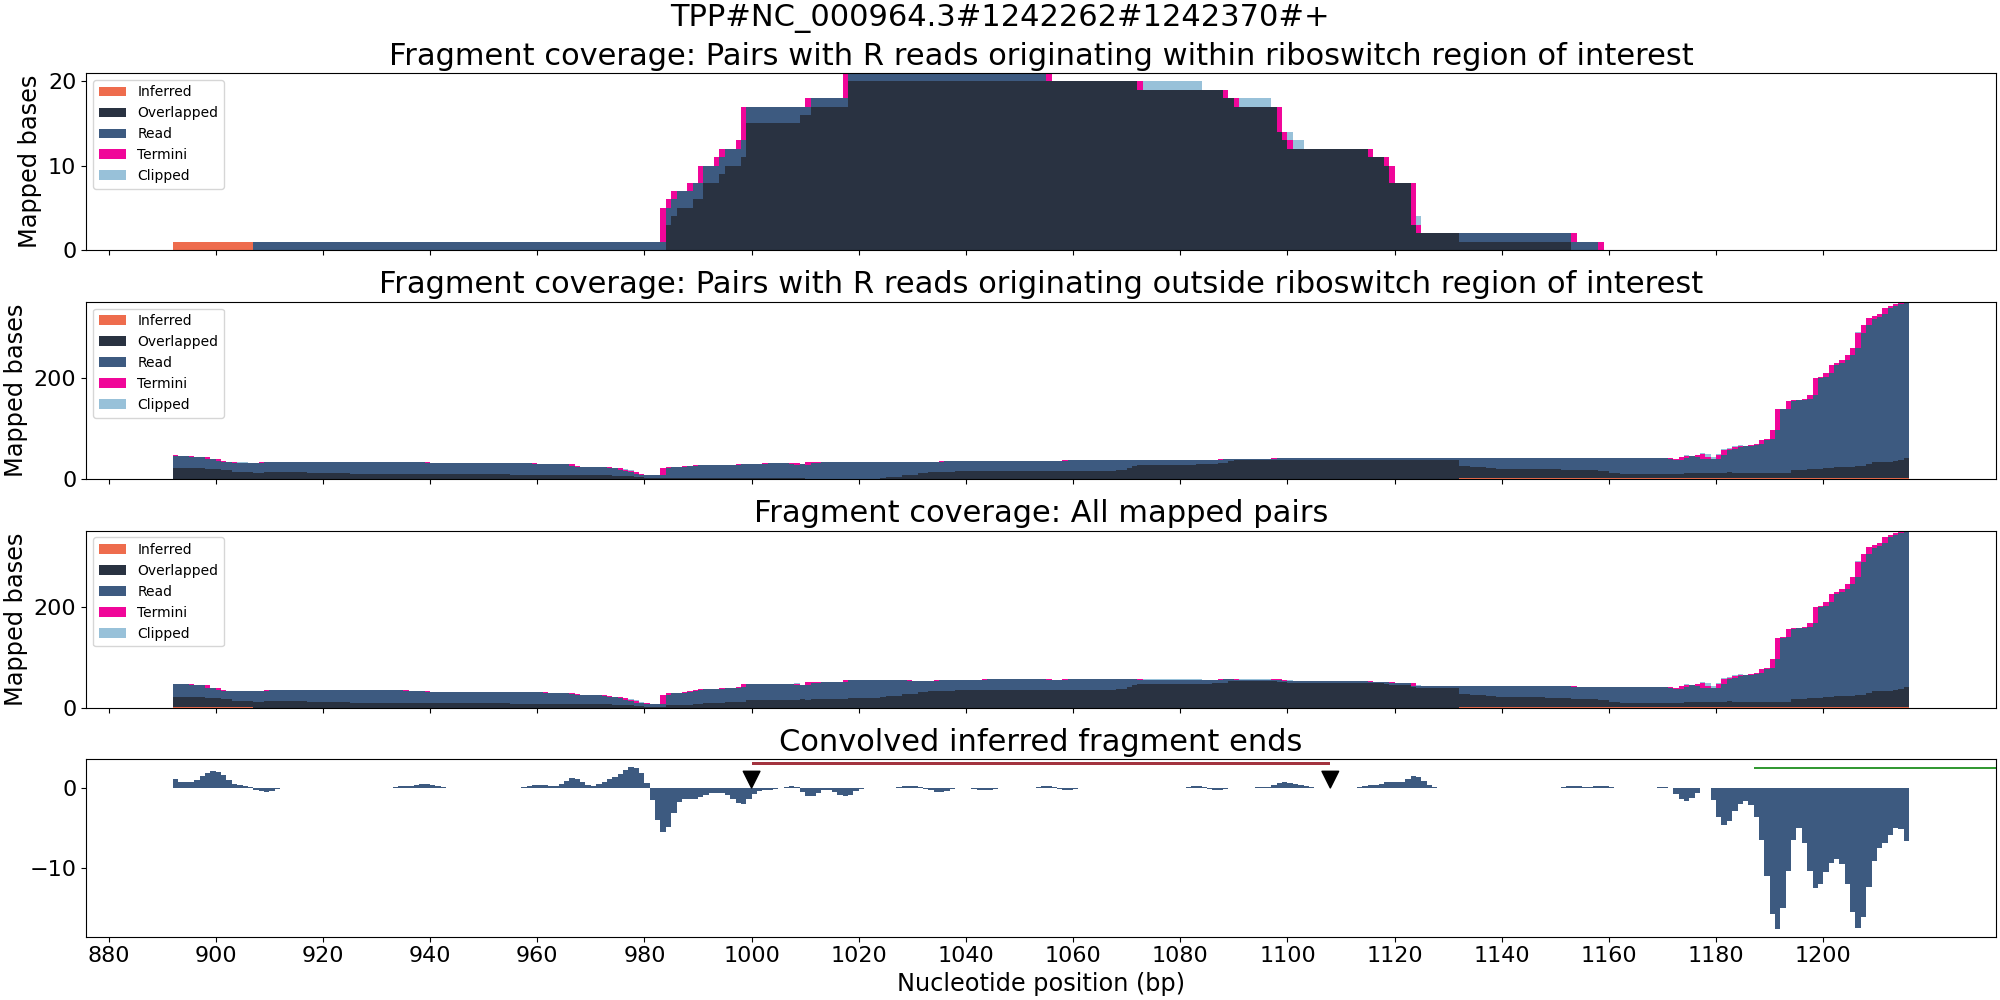 TPP#NC_000964.3#1242262#1242370#+
Fragment coverage: Pairs with R reads originating within riboswitch region of interest
Mapped bases
20
10
0
Inferred
Overlapped
Read
Termini
Clipped
Fragment coverage: Pairs with R reads originating outside riboswitch region of interest
Mapped bases
200
0
Inferred
Overlapped
Read
Termini
Clipped
Fragment coverage: All mapped pairs
Mapped bases
200
0
Inferred
Overlapped
Read
Termini
Clipped
Convolved inferred fragment ends
0
−10
880 900 920 940 960 980 1000 1020 1040 1060 1080 1100 1120 1140 1160 1180 1200
Nucleotide position (bp)